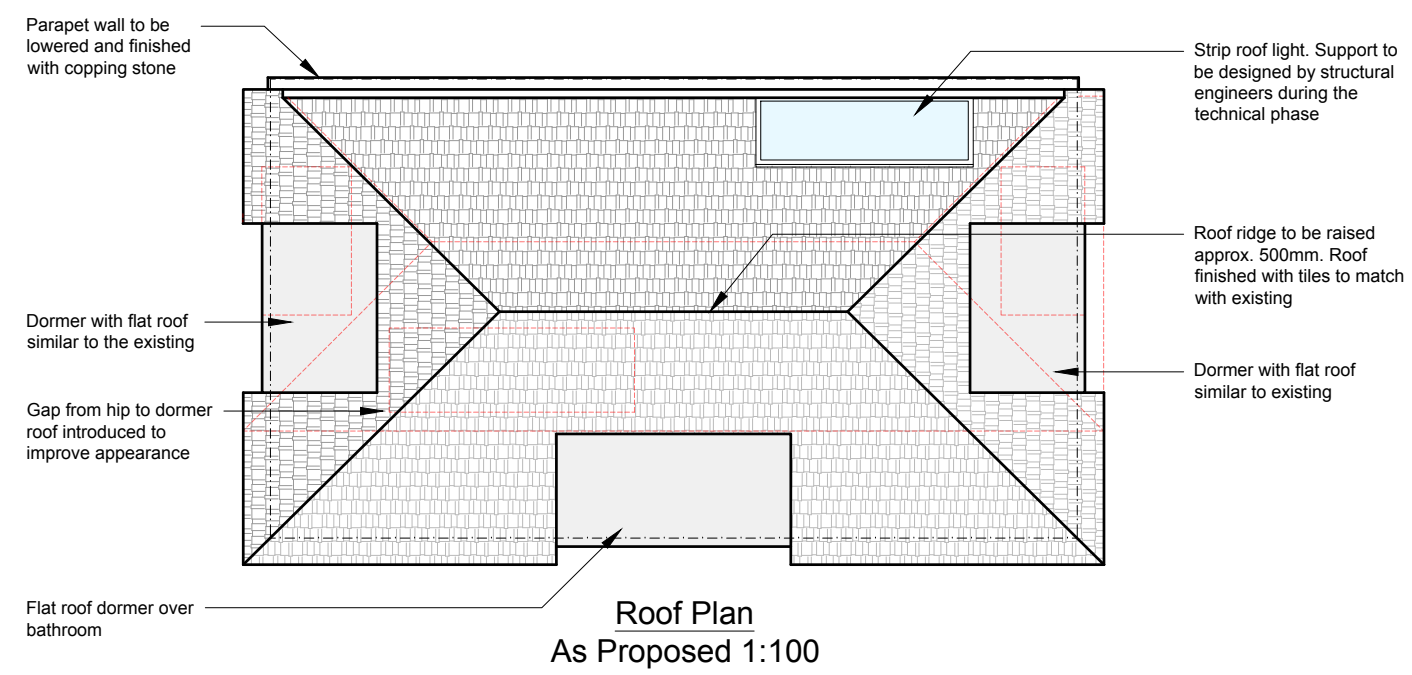 Parapet wall to be
lowered and finished
with copping stone
Strip roof light. Support to
be designed by structural
engineers during the
technical phase
Roof ridge to be raised
approx. 500mm. Roof
finished with tiles to match
with existing
Dormer with flat roof
similar to the existing
Dormer with flat roof
similar to existing
Gap from hip to dormer
roof introduced to
improve appearance
Flat roof dormer over
bathroom
Roof Plan
As Proposed 1:100